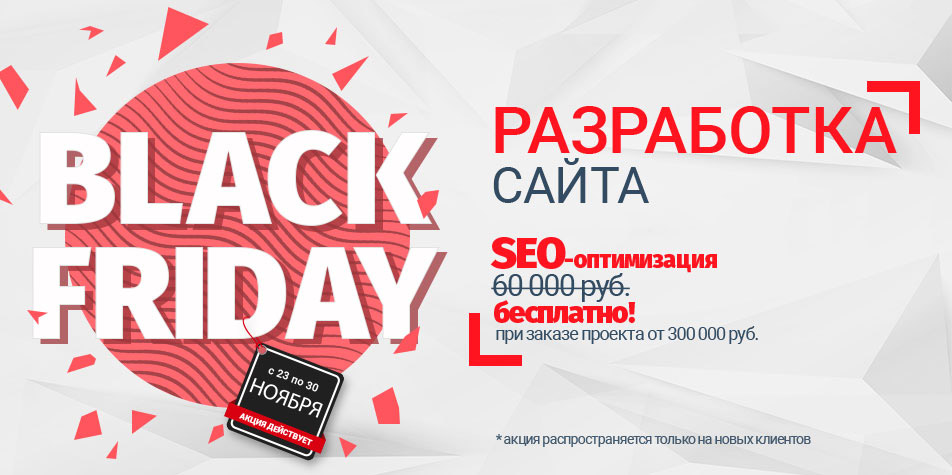 BLACK
FRIDAY
с 23 по 30
НОЯБРЯ
АКЦИЯ ДЕЙСТВУЕТ
РАЗРАБОТКА
САЙТА
SEO-оптимизация
60 000 руб.
бесплатно!
при заказе проекта от 300 000 руб.
* акция распространяется только на новых клиентов